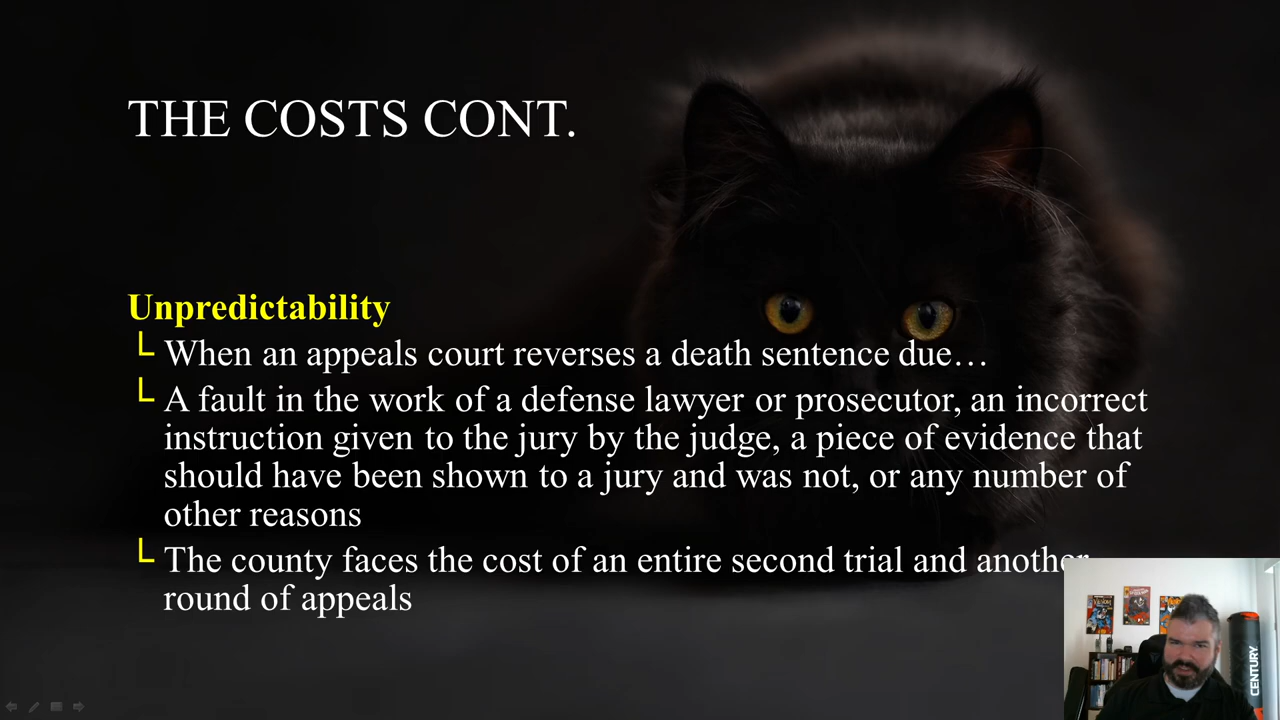 THE COSTS CONT.
Unpredictability
When an appeals court reverses a death sentence due…
A fault in the work of a defense lawyer or prosecutor, an incorrect
instruction given to the jury by the judge, a piece of evidence that
should have been shown to a jury and was not, or any number of
other reasons
The county faces the cost of an entire second trial and another
round of appeals
CENTURY